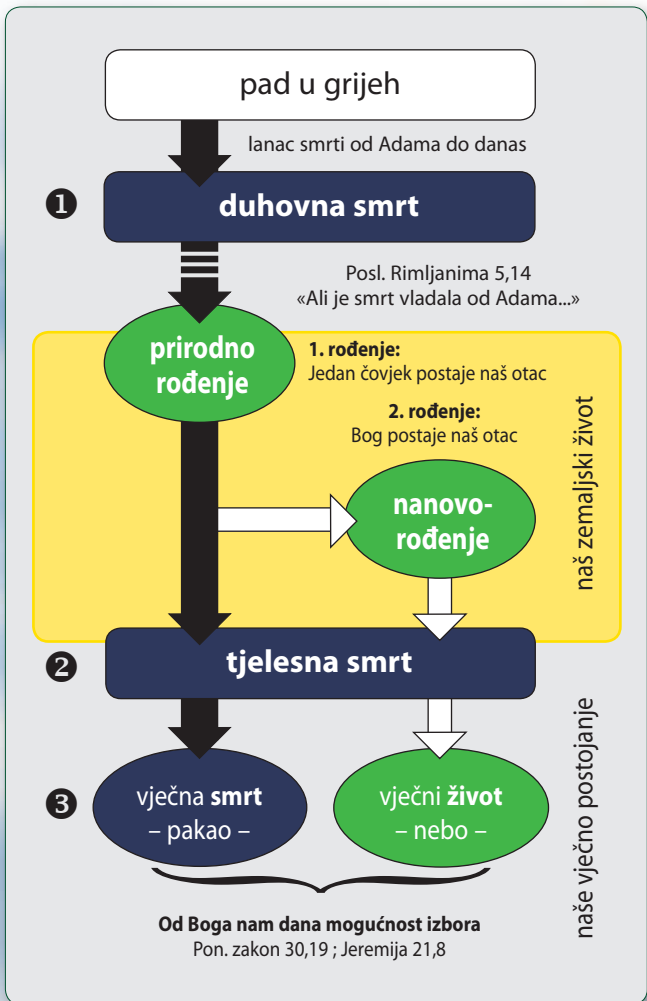 pad u grijeh
lanac smrti od Adama do danas
❶
duhovna smrt
Posl. Rimljanima 5,14
«Ali je smrt vladala od Adama...»
prirodno
rođenje
1. rođenje:
Jedan čovjek postaje naš otac
2. rođenje:
Bog postaje naš otac
nanovo-
rođenje
naš zemaljski život
❷
tjelesna smrt
❸
vječna smrt
– pakao –
vječni život
– nebo –
naše vječno postojanje
Od Boga nam dana mogućnost izbora
Pon. zakon 30,19 ; Jeremija 21,8